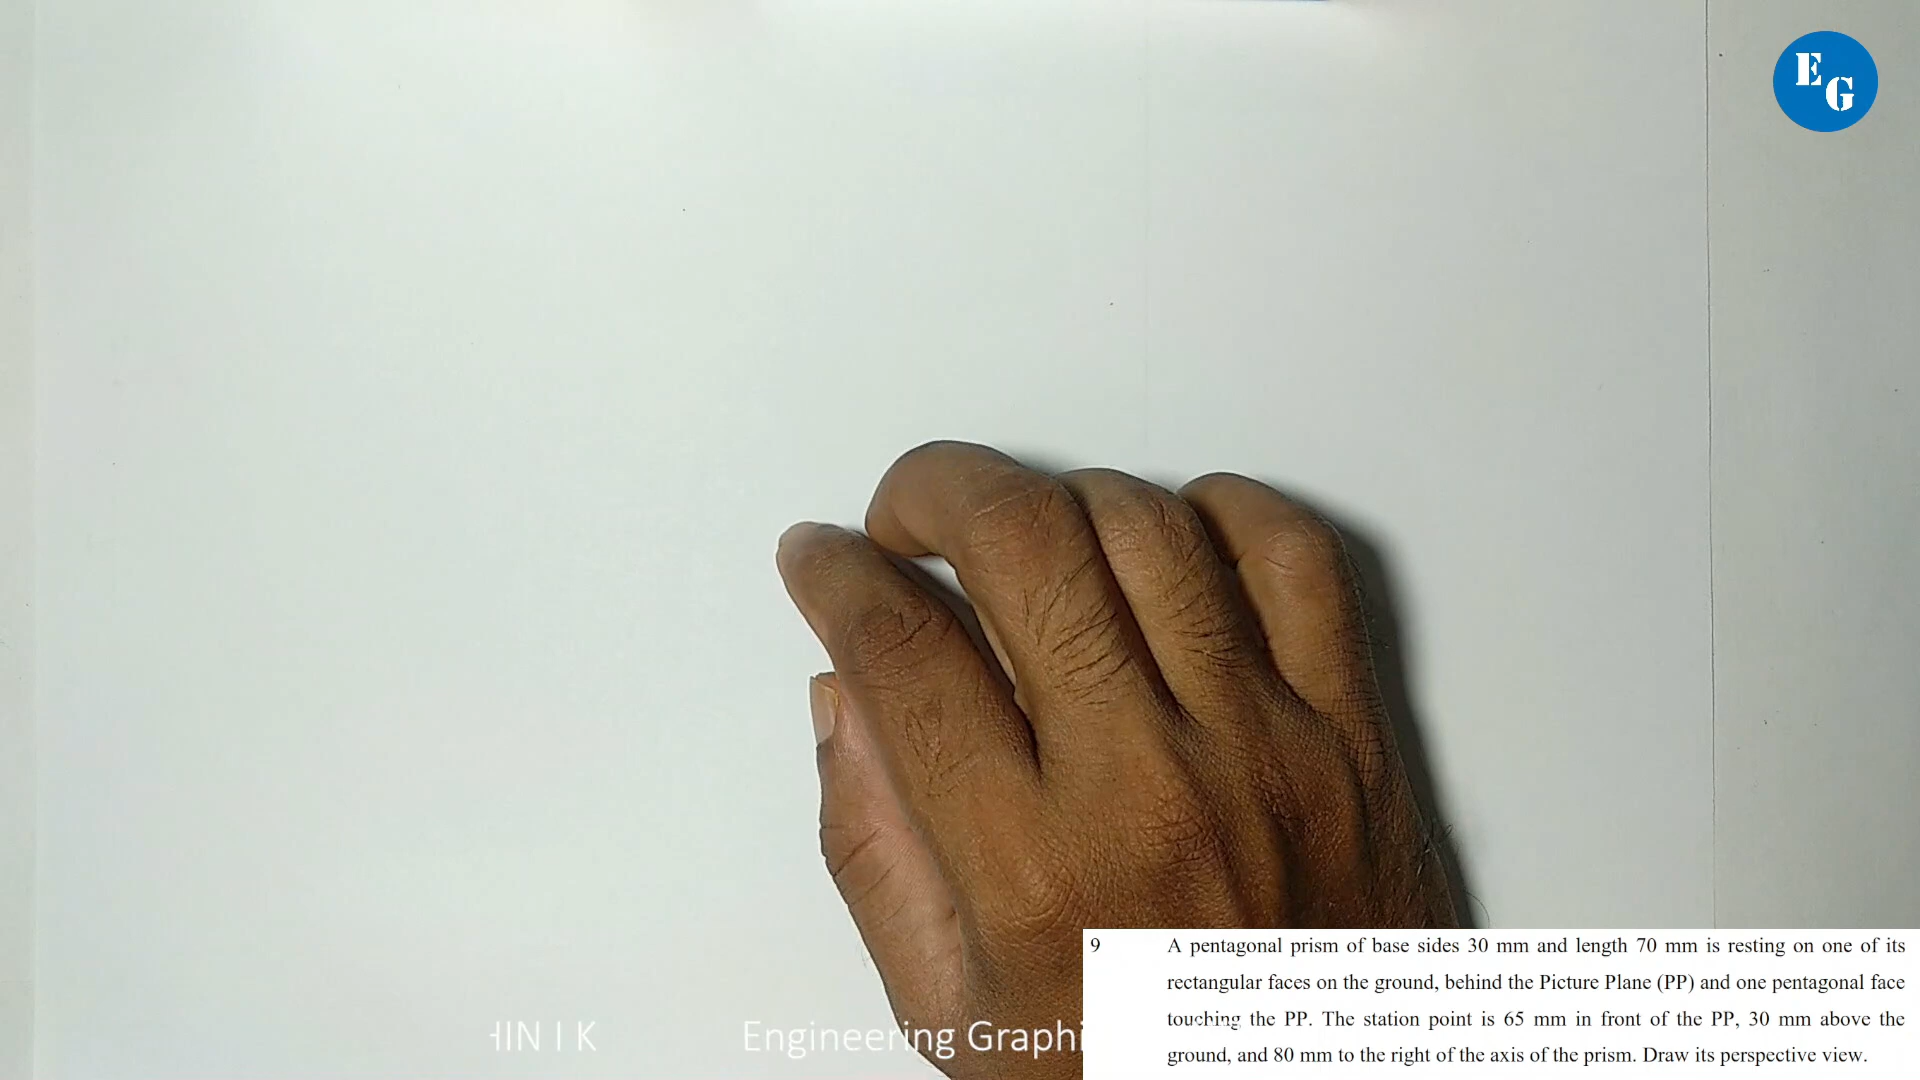 E
G
9 A pentagonal prism of base sides 30 mm and length 70 mm is resting on one of its
rectangular faces on the ground, behind the Picture Plane (PP) and one pentagonal face
touching the PP. The station point is 65 mm in front of the PP, 30 mm above the
ground, and 80 mm to the right of the axis of the prism. Draw its perspective view.
HIN I K Engineering Graphi